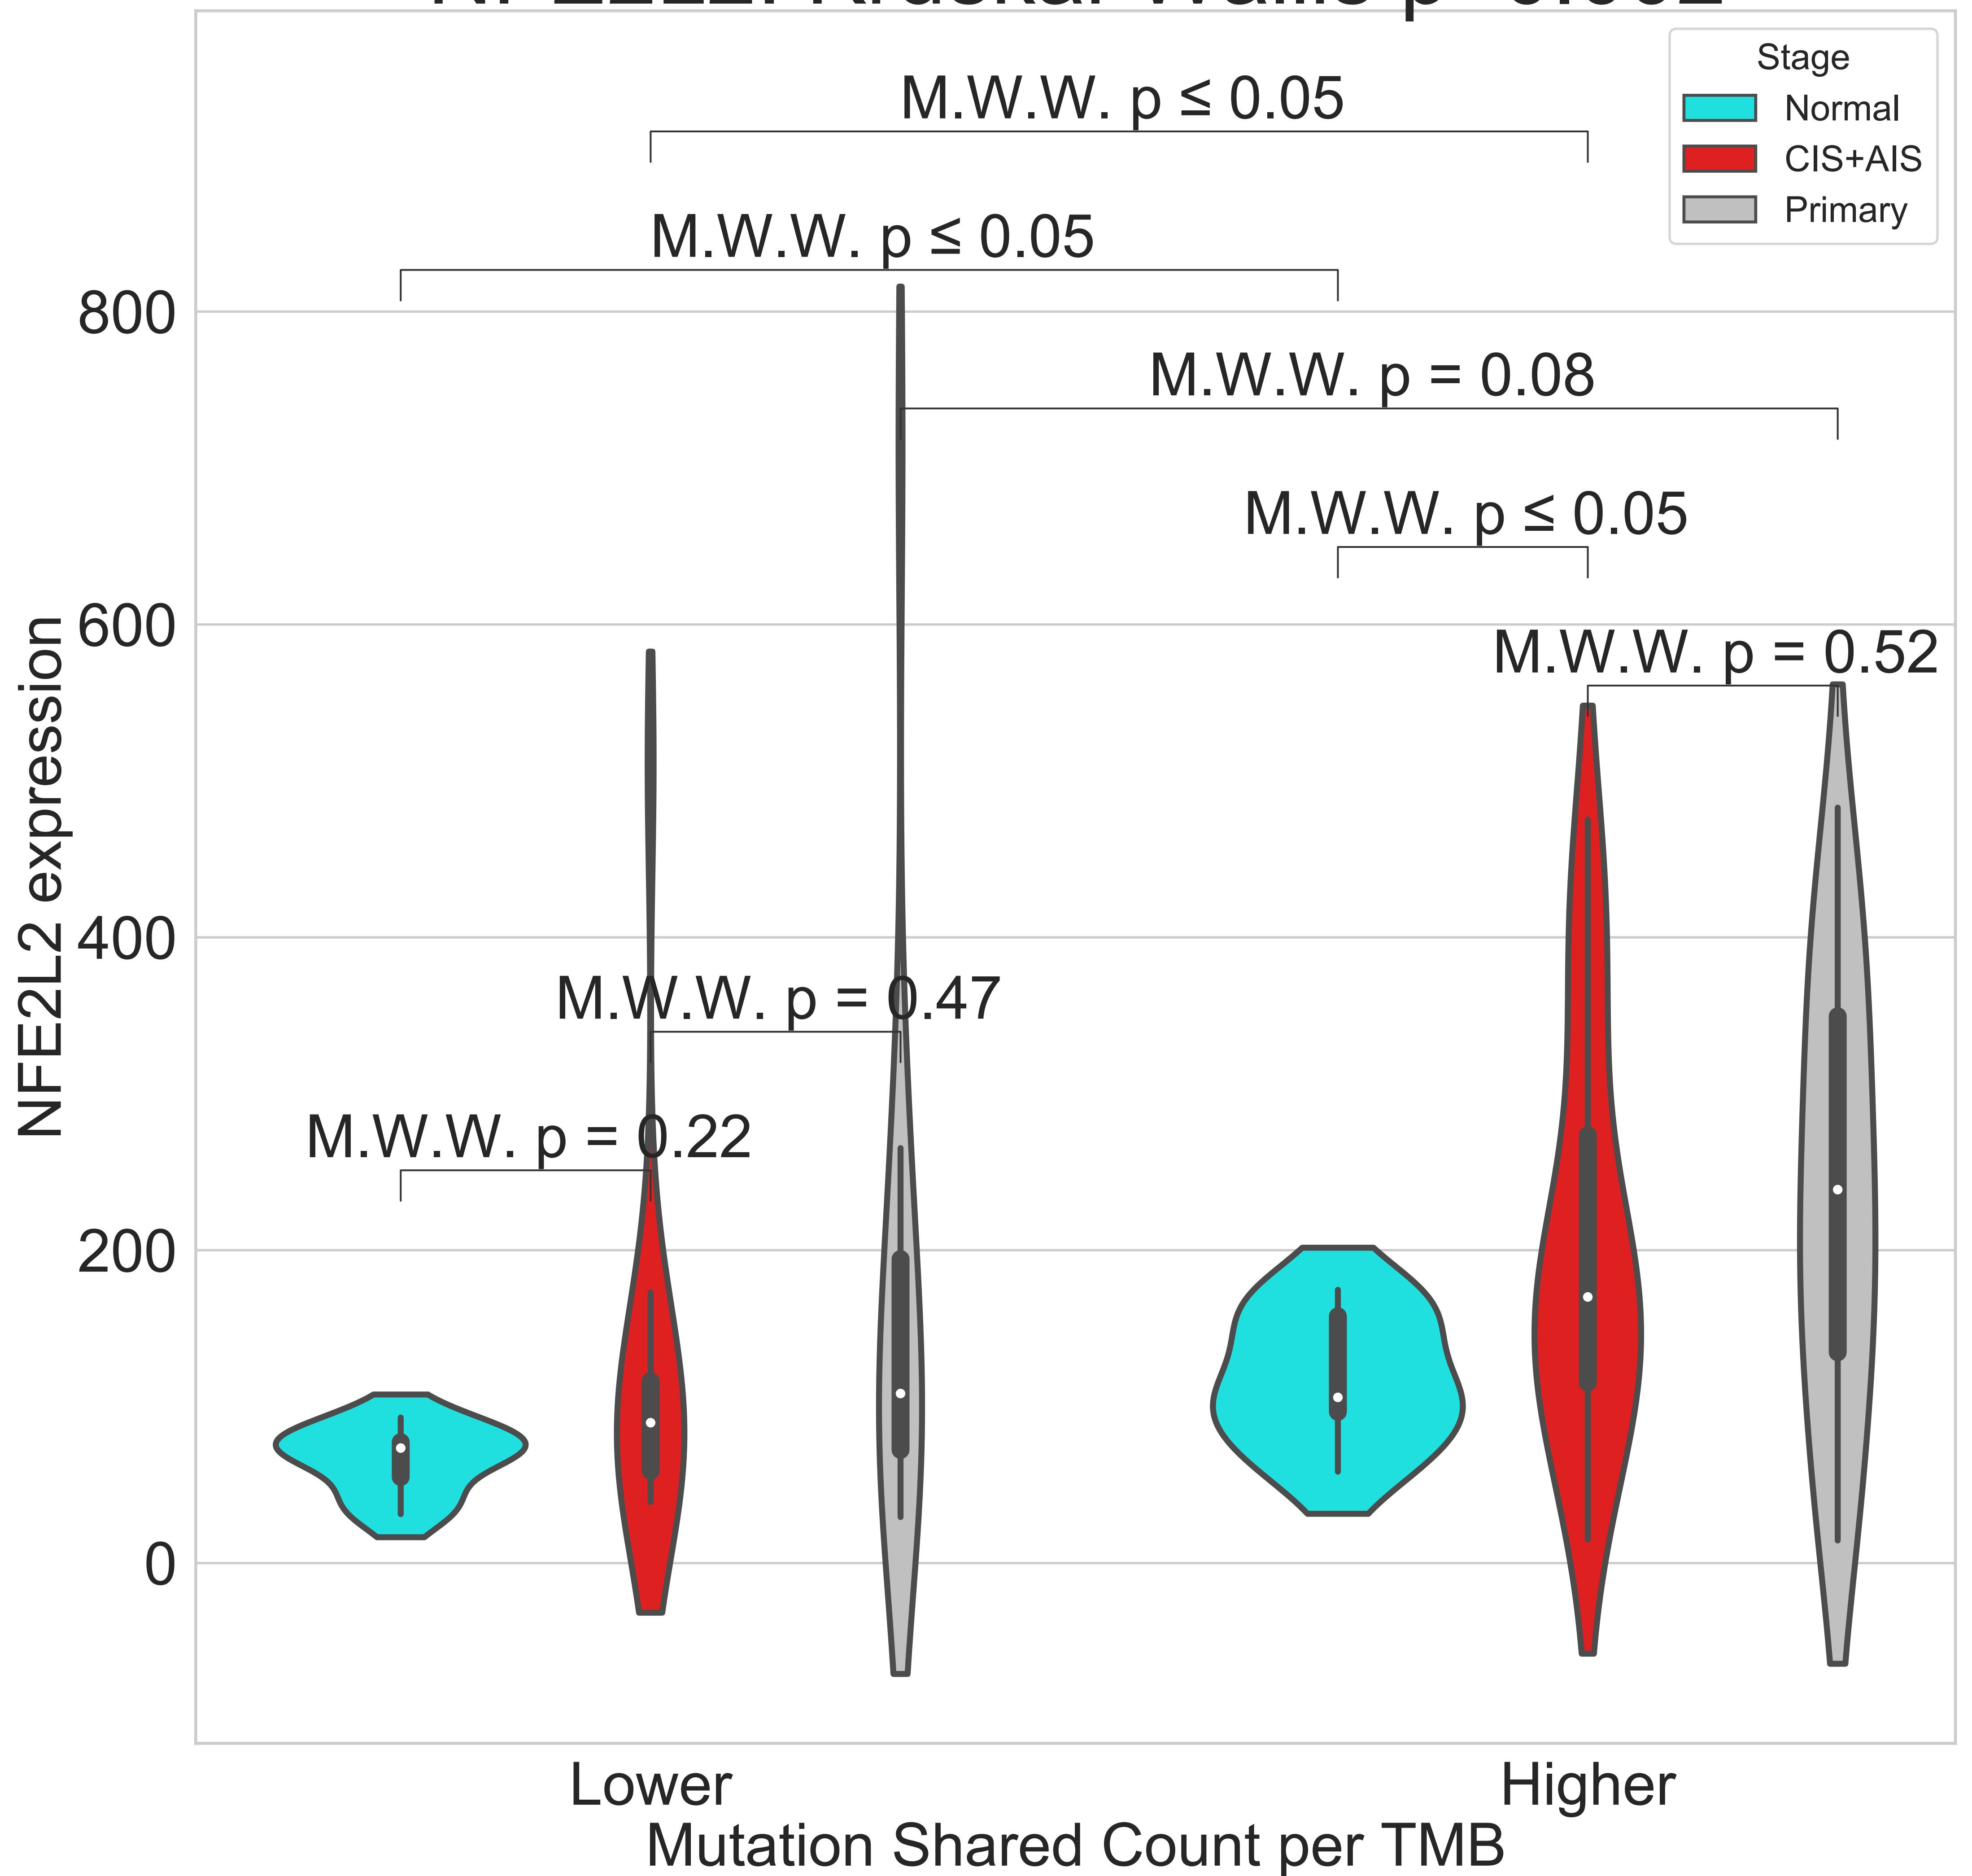 Stage
Normal
CIS+AIS
Primary
M.W.W. p ≤ 0.05
M.W.W. p ≤ 0.05
M.W.W. p = 0.08
M.W.W. p ≤ 0.05
M.W.W. p = 0.52
M.W.W. p = 0.47
M.W.W. p = 0.22
800
600
400
200
0
NFE2L2 expression
Lower
Higher
Mutation Shared Count per TMB